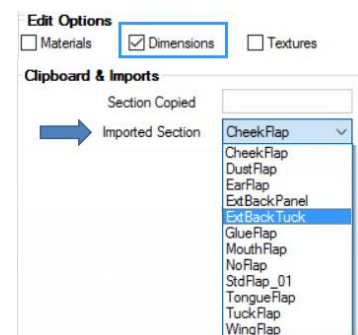 Edit Options
Materials Dimensions Textures
Clipboard & Imports
Section Copied
Imported Section CheekFlap
CheekFlap
DustFlap
EarFlap
ExtBackPanel
ExtBackTuck
GlueFlap
MouthFlap
NoFlap
StdFlap_01
TongueFlap
TuckFlap
WingFlap